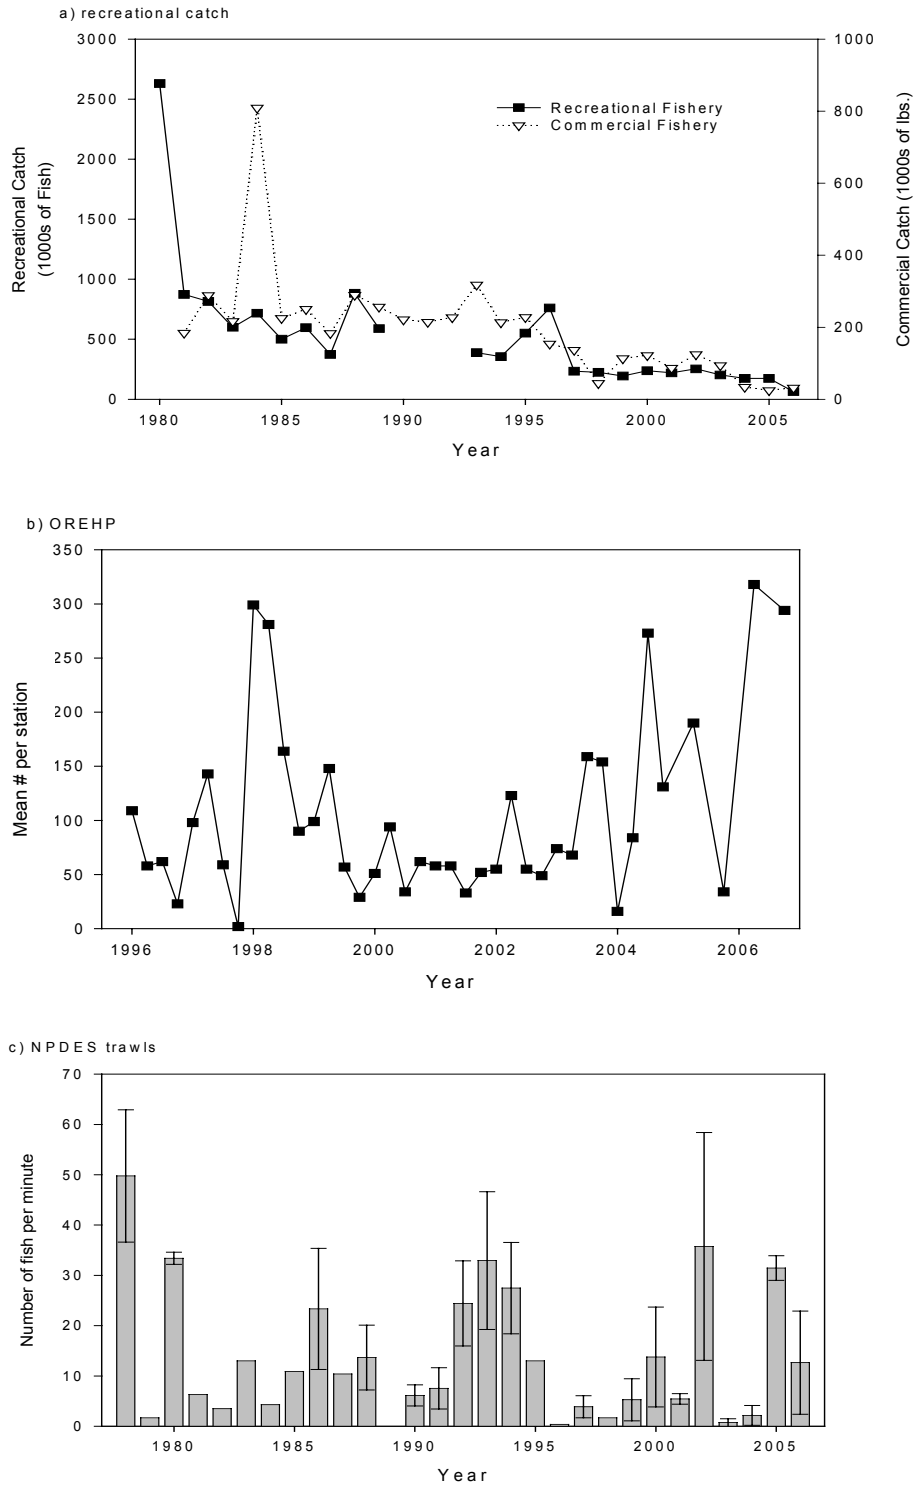 a) recreational catch
3000
2500
2000
1500
1000
500
0
Recreational Catch
(1000s of Fish)
1000
800
600
400
200
0
Commercial Catch (1000s of lbs.)
Recreational Fishery
Commercial Fishery
1980 1985 1990 1995 2000 2005
Year
b) OREHP
350
300
250
200
150
100
50
0
Mean # per station
1996 1998 2000 2002 2004 2006
Year
c) NPDES trawls
70
60
50
40
30
20
10
0
Number of fish per minute
1980 1985 1990 1995 2000 2005
Year